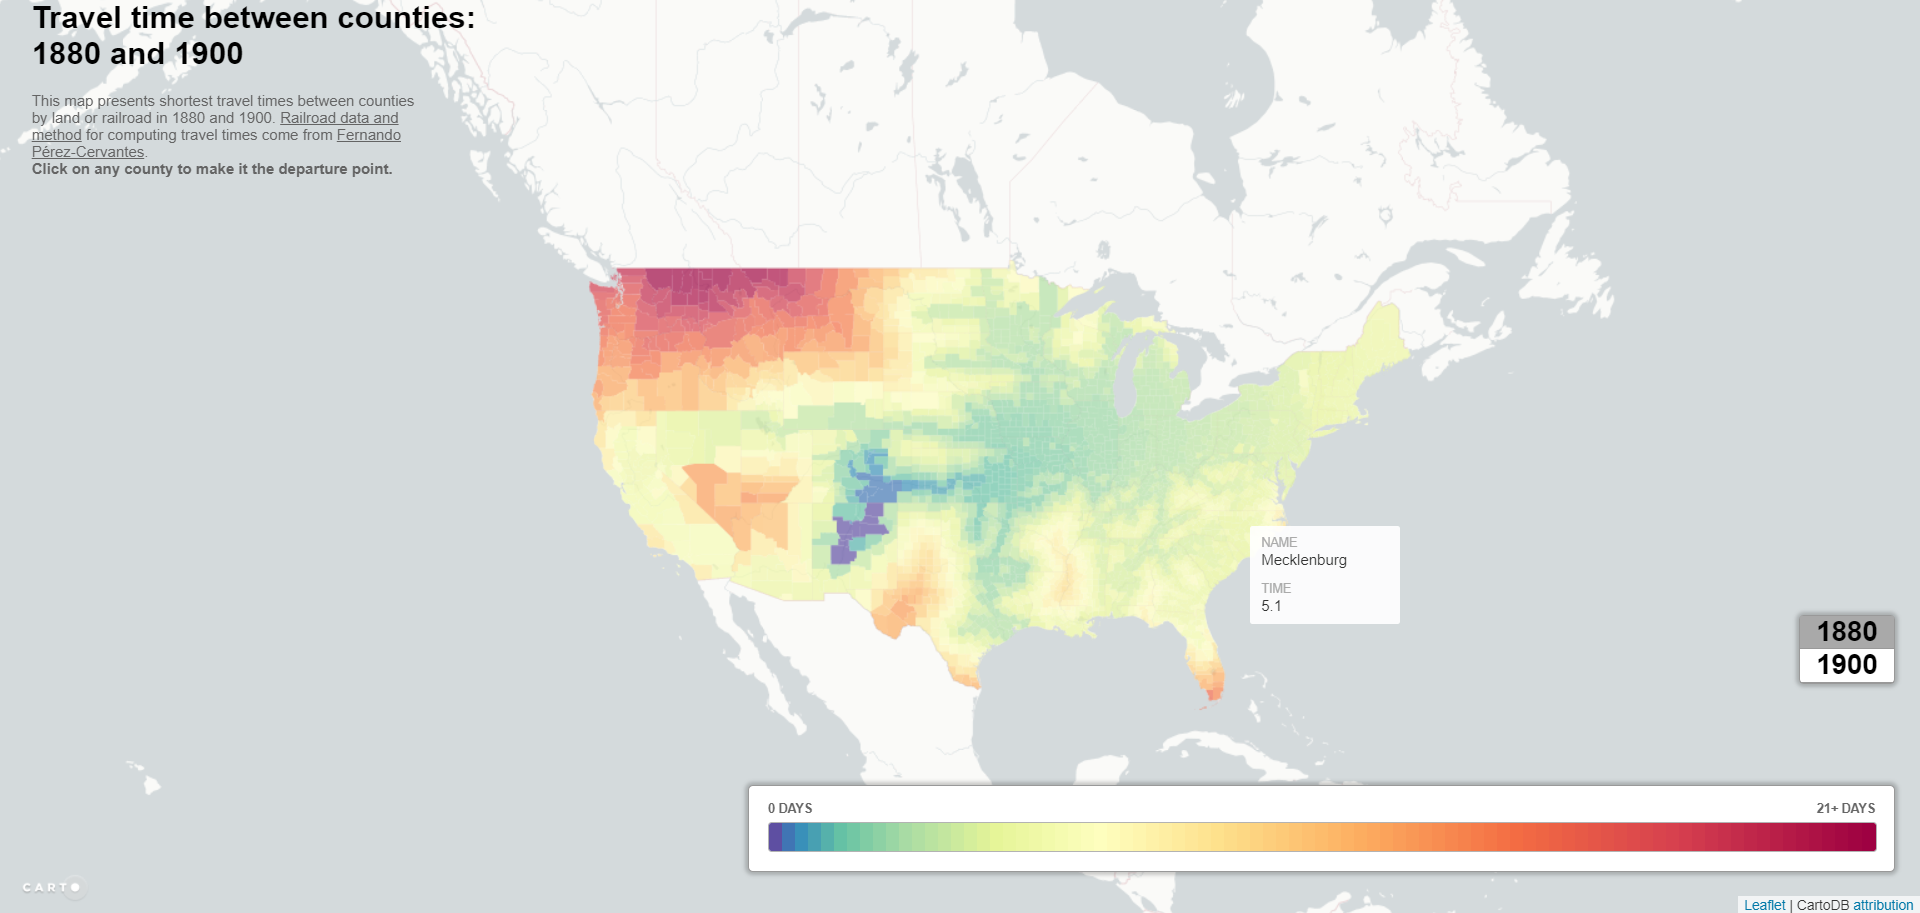 Travel time between counties:
1880 and 1900
This map presents shortest travel times between counties
by land or railroad in 1880 and 1900. Railroad data and
method for computing travel times come from Fernando
Pérez-Cervantes.
Click on any county to make it the departure point.
NAME
Mecklenburg
TIME
5.1
1880
1900
0 DAYS 21+ DAYS
CARTO
Leaflet | CartoDB attribution